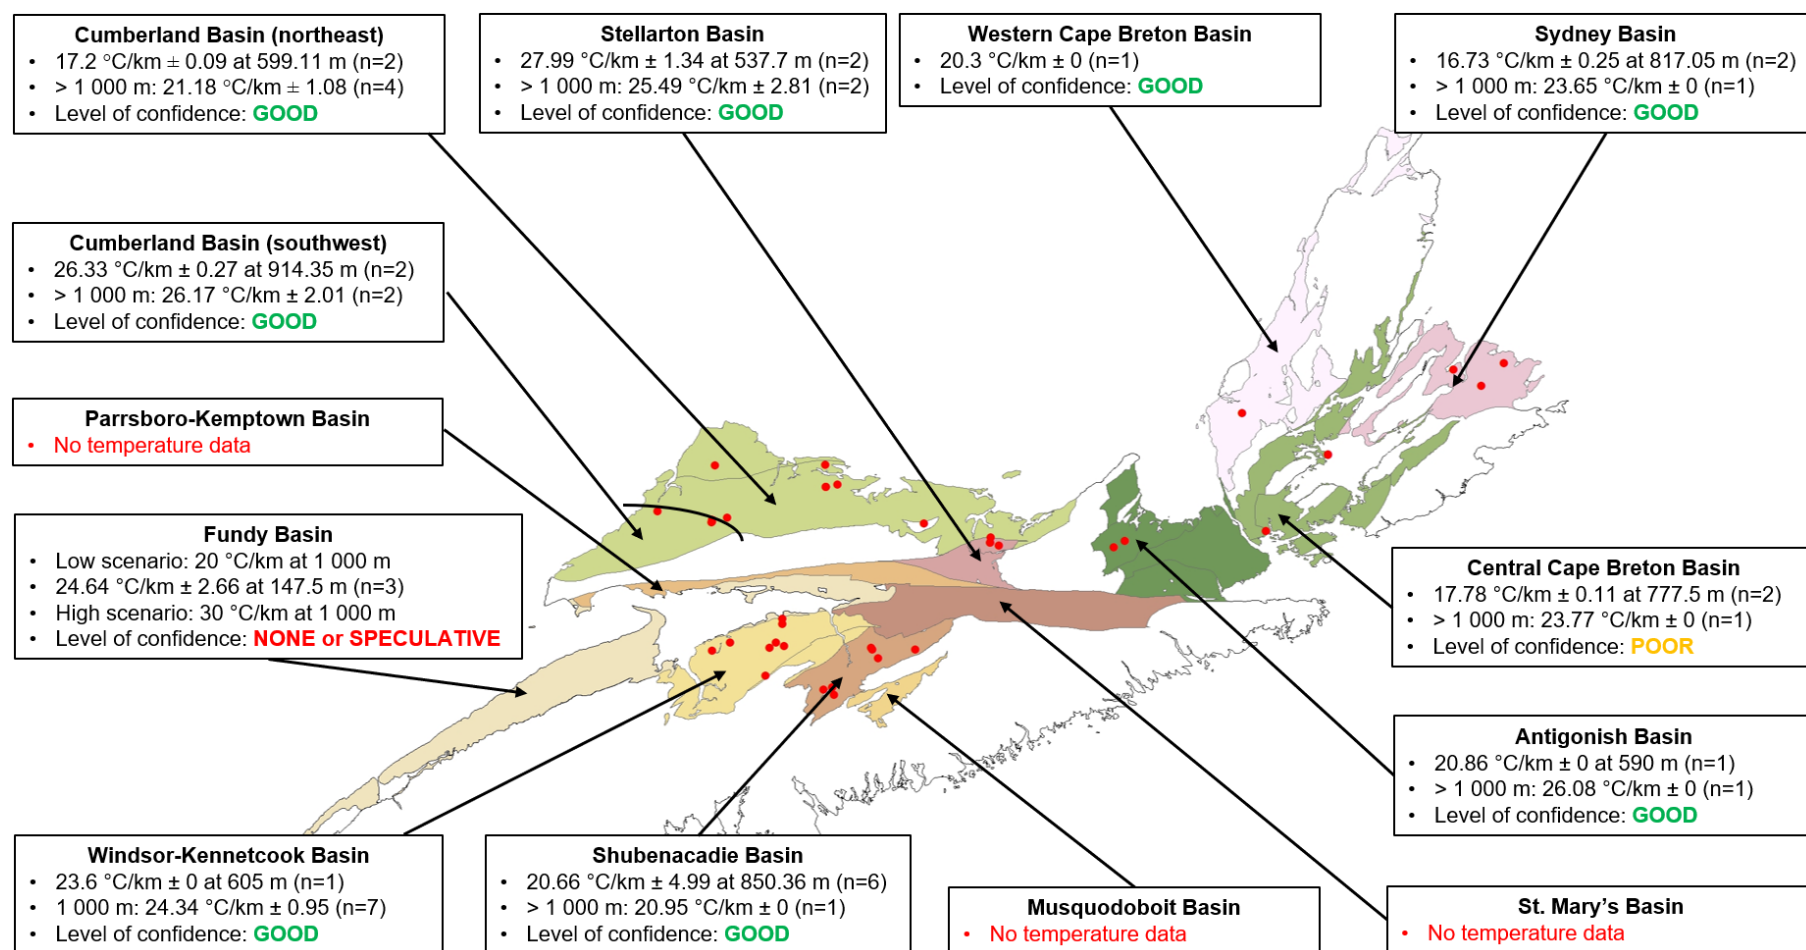 Cumberland Basin (northeast)
• 17.2 °C/km ± 0.09 at 599.11 m (n=2)
• > 1 000 m: 21.18 °C/km ± 1.08 (n=4)
• Level of confidence: GOOD
Stellarton Basin
• 27.99 °C/km ± 1.34 at 537.7 m (n=2)
• > 1 000 m: 25.49 °C/km ± 2.81 (n=2)
• Level of confidence: GOOD
Western Cape Breton Basin
• 20.3 °C/km ± 0 (n=1)
• Level of confidence: GOOD
Sydney Basin
• 16.73 °C/km ± 0.25 at 817.05 m (n=2)
• > 1 000 m: 23.65 °C/km ± 0 (n=1)
• Level of confidence: GOOD
Cumberland Basin (southwest)
• 26.33 °C/km ± 0.27 at 914.35 m (n=2)
• > 1 000 m: 26.17 °C/km ± 2.01 (n=2)
• Level of confidence: GOOD
Parrsboro-Kemptown Basin
• No temperature data
Fundy Basin
• Low scenario: 20 °C/km at 1 000 m
• 24.64 °C/km ± 2.66 at 147.5 m (n=3)
• High scenario: 30 °C/km at 1 000 m
• Level of confidence: NONE or SPECULATIVE
Central Cape Breton Basin
• 17.78 °C/km ± 0.11 at 777.5 m (n=2)
• > 1 000 m: 23.77 °C/km ± 0 (n=1)
• Level of confidence: POOR
Antigonish Basin
• 20.86 °C/km ± 0 at 590 m (n=1)
• > 1 000 m: 26.08 °C/km ± 0 (n=1)
• Level of confidence: GOOD
Windsor-Kennetcook Basin
• 23.6 °C/km ± 0 at 605 m (n=1)
• 1 000 m: 24.34 °C/km ± 0.95 (n=7)
• Level of confidence: GOOD
Shubenacadie Basin
• 20.66 °C/km ± 4.99 at 850.36 m (n=6)
• > 1 000 m: 20.95 °C/km ± 0 (n=1)
• Level of confidence: GOOD
Musquodoboit Basin
• No temperature data
St. Mary's Basin
• No temperature data